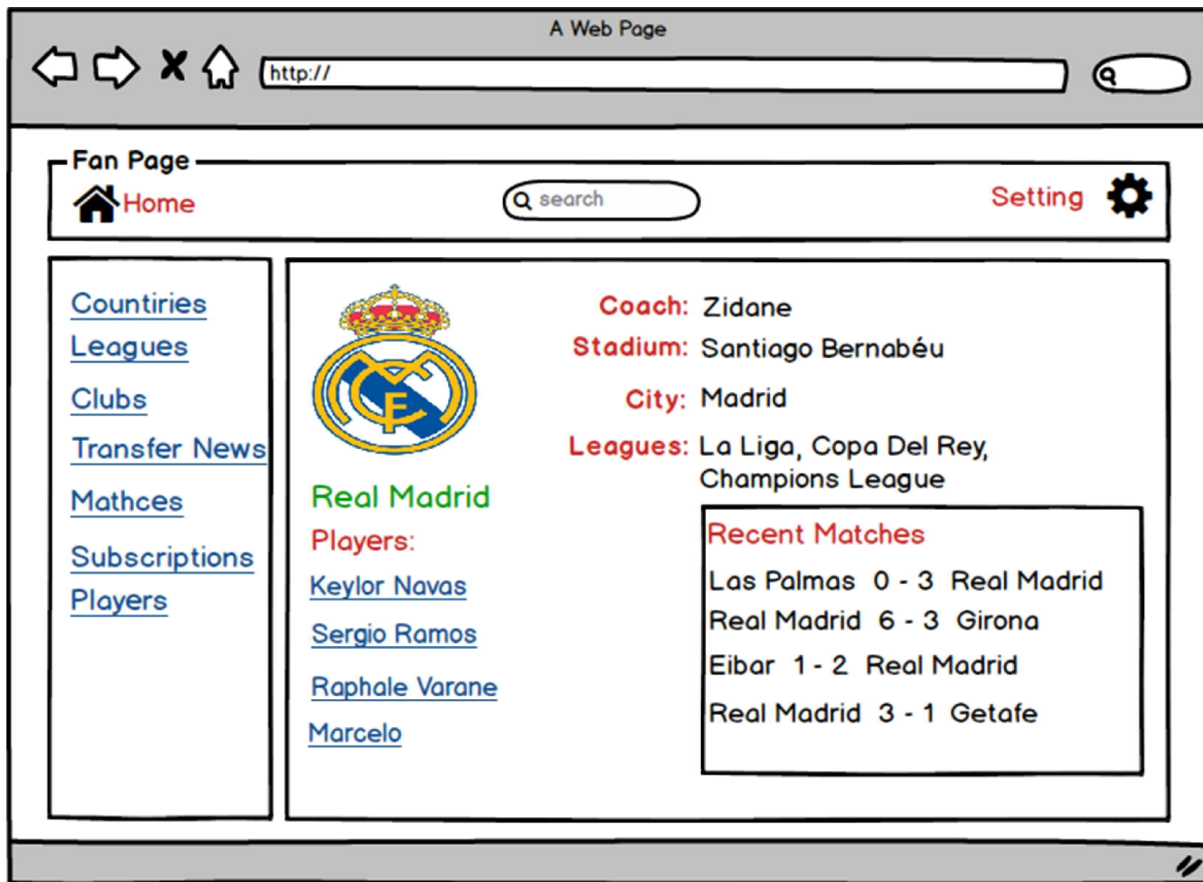 A Web Page
http://
Fan Page
Home
search
Setting
Countiries
Leagues
Clubs
Transfer News
Mathces
Subscriptions
Players
MCF
Real Madrid
Players:
Keylor Navas
Sergio Ramos
Raphale Varane
Marcelo
Coach: Zidane
Stadium: Santiago Bernabéu
City: Madrid
Leagues: La Liga, Copa Del Rey,
Champions League
Recent Matches
Las Palmas 0 - 3 Real Madrid
Real Madrid 6 - 3 Girona
Eibar 1 - 2 Real Madrid
Real Madrid 3 - 1 Getafe